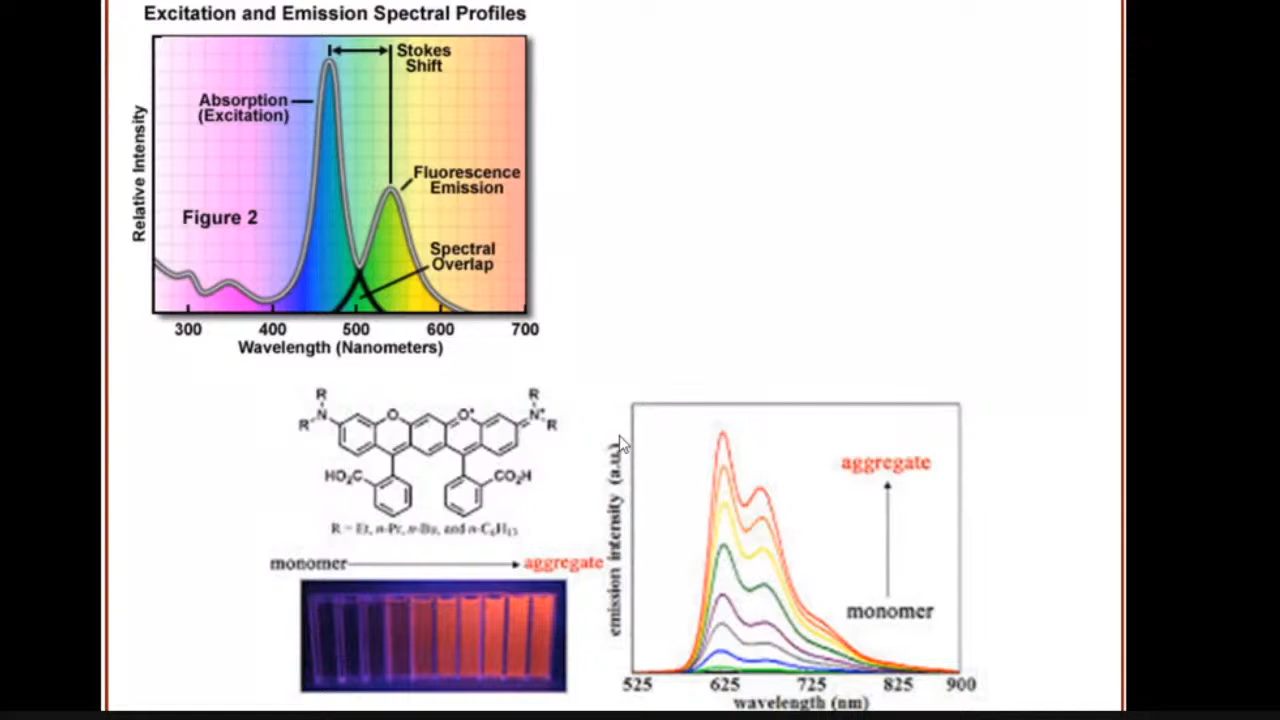 Excitation and Emission Spectral Profiles
Stokes
Shift
Absorption
(Excitation)
Fluorescence
Emission
Figure 2
Spectral
Overlap
Relative Intensity
300 400 500 600 700
Wavelength (Nanometers)
R R
R N O O⁺ N⁺ R
HO₂C CO₂H
R = Et, n-Pr, n-Bu, and n-C₆H₁₃
monomer aggregate
emission intensity (a.u.)
aggregate
monomer
525 625 725 825 900
wavelength (nm)